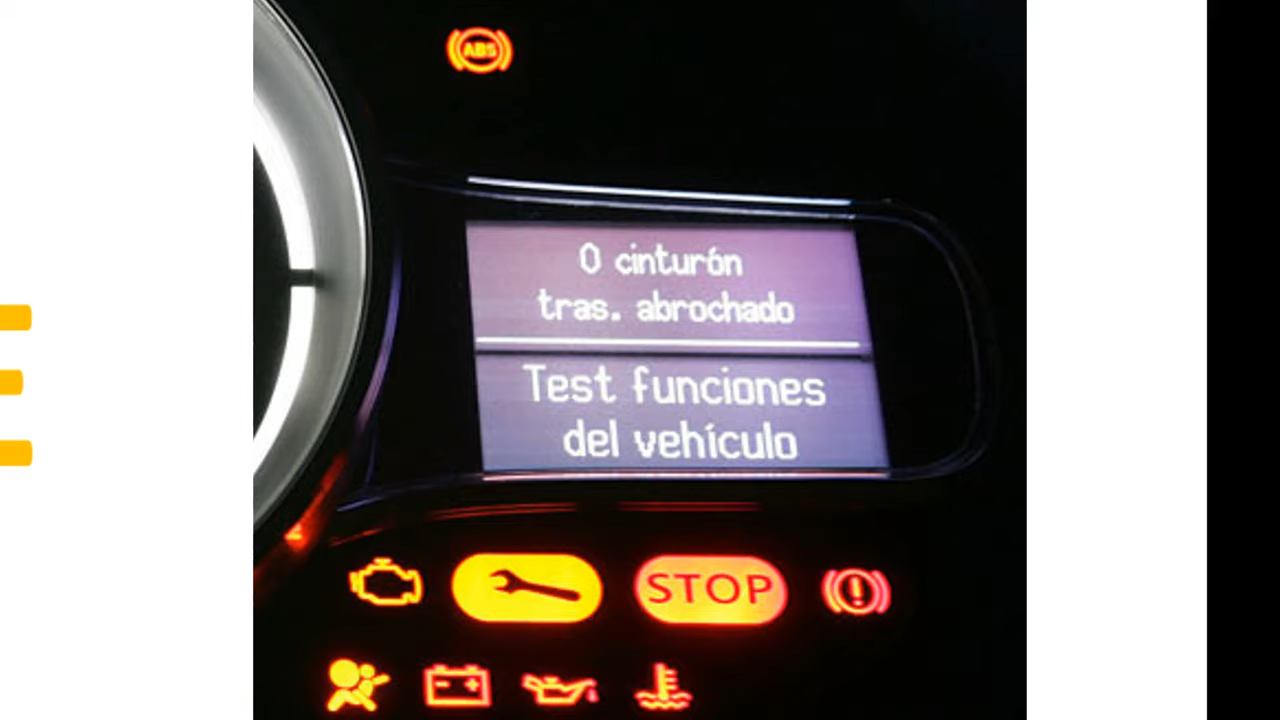 ABS
0 cinturón
tras. abrochado
Test funciones
del vehículo
STOP